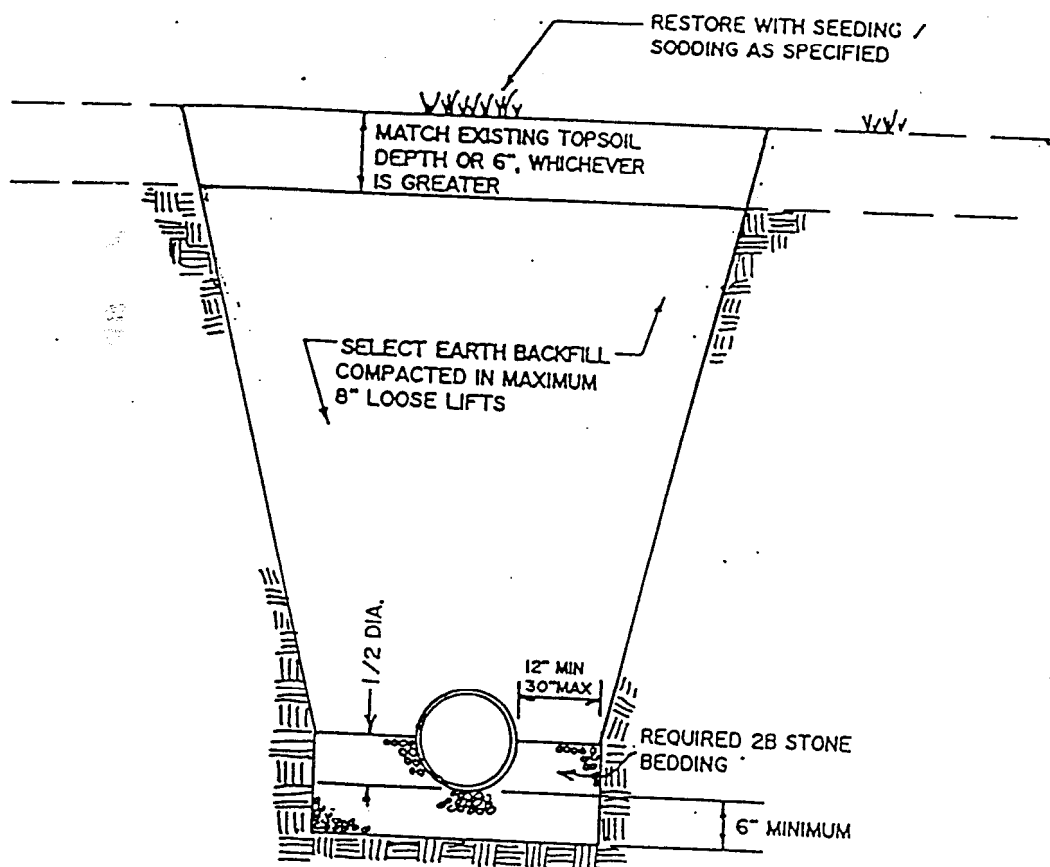 RESTORE WITH SEEDING /
SODDING AS SPECIFIED
MATCH EXISTING TOPSOIL
DEPTH OR 6", WHICHEVER
IS GREATER
SELECT EARTH BACKFILL
COMPACTED IN MAXIMUM
8" LOOSE LIFTS
1/2 DIA.
12" MIN
30" MAX
REQUIRED 2B STONE
BEDDING
6" MINIMUM